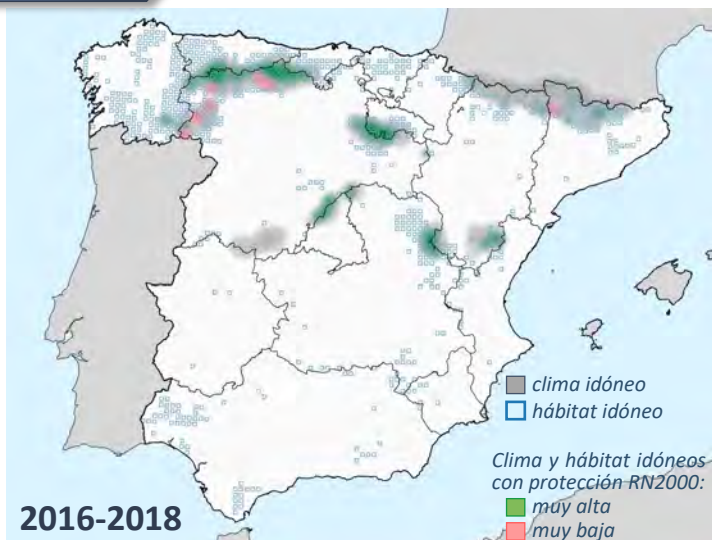 clima idóneo
hábitat idóneo
Clima y hábitat idóneos
con protección RN2000:
muy alta
muy baja
2016-2018